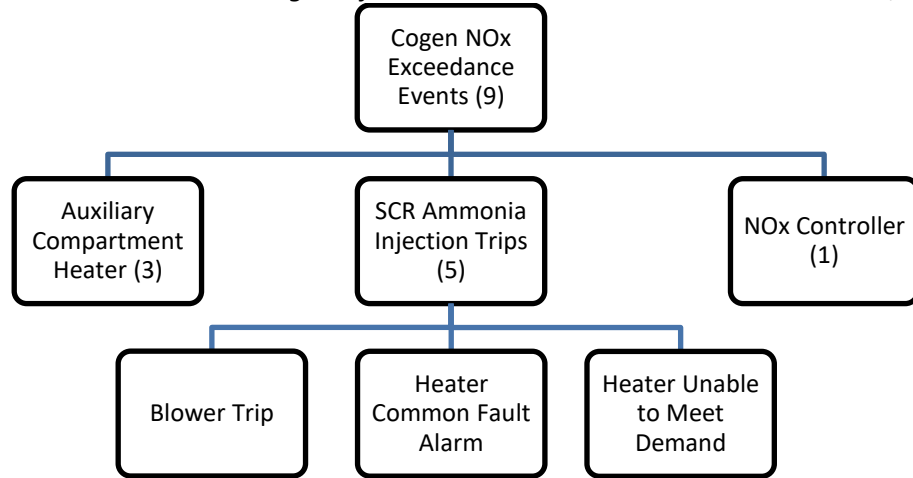 Cogen NOx
Exceedance
Events (9)
Auxiliary
Compartment
Heater (3)
SCR Ammonia
Injection Trips
(5)
NOx Controller
(1)
Blower Trip
Heater
Common Fault
Alarm
Heater Unable
to Meet
Demand